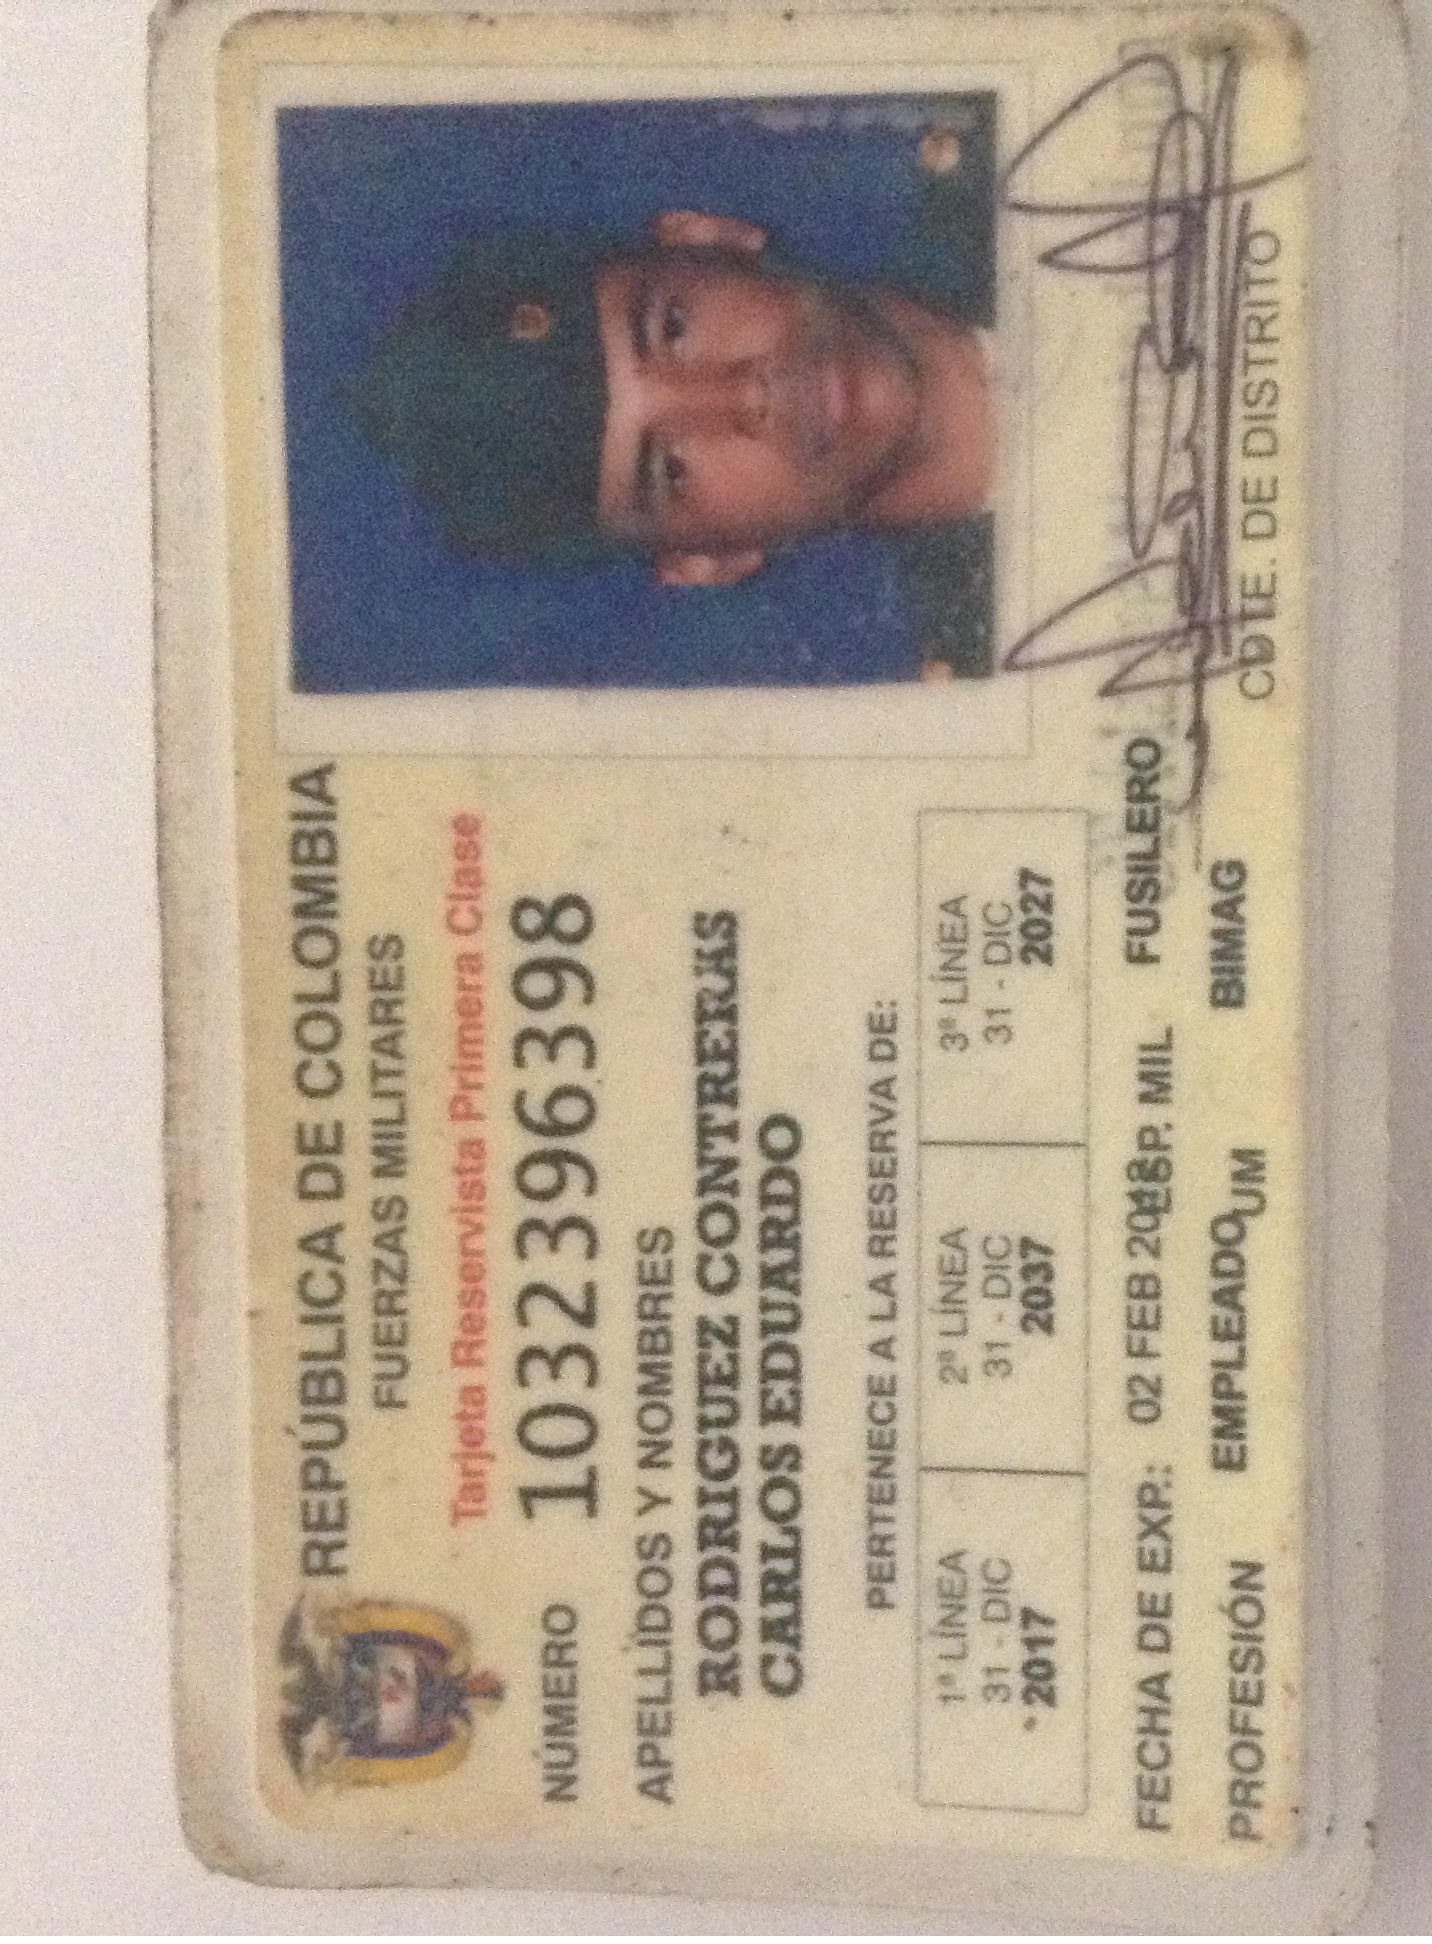 REPÚBLICA DE COLOMBIA
FUERZAS MILITARES
Tarjeta Reservista Primera Clase
NÚMERO 1032396398
APELLIDOS Y NOMBRES
RODRIGUEZ CONTRERAS
CARLOS EDUARDO
PERTENECE A LA RESERVA DE:
1ª LÍNEA 2ª LÍNEA 3ª LÍNEA
31 - DIC 31 - DIC 31 - DIC
2017 2037 2027
FECHA DE EXP.: 02 FEB ESP. MIL FUSILERO
PROFESIÓN EMPLEADO UM BIMAG
CDTE. DE DISTRITO